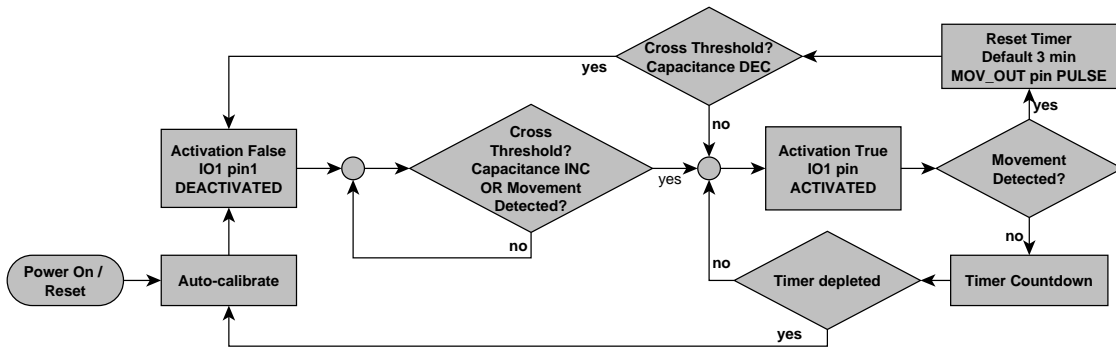 Cross Threshold?
Capacitance DEC
Reset Timer
Default 3 min
MOV_OUT pin PULSE
yes
no
yes
Activation False
IO1 pin1
DEACTIVATED
Cross
Threshold?
Capacitance INC
OR Movement
Detected?
yes
no
Activation True
IO1 pin
ACTIVATED
Movement
Detected?
no
Power On /
Reset
Auto-calibrate
no
Timer depleted
Timer Countdown
yes